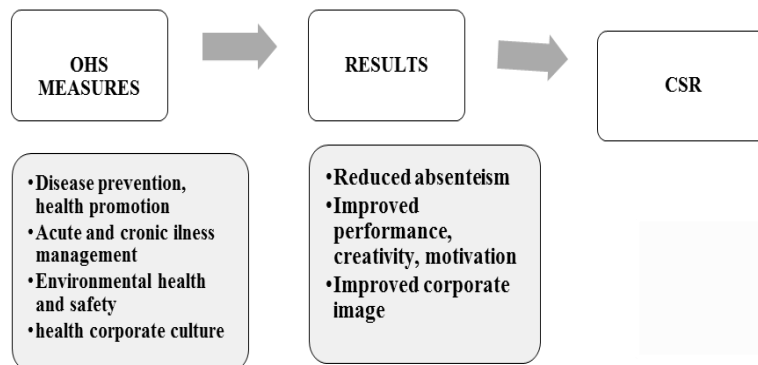 OHS
MEASURES
RESULTS
CSR
•Disease prevention,
health promotion
•Acute and cronic ilness
management
•Environmental health
and safety
•health corporate culture
•Reduced absenteism
•Improved
performance,
creativity, motivation
•Improved corporate
image